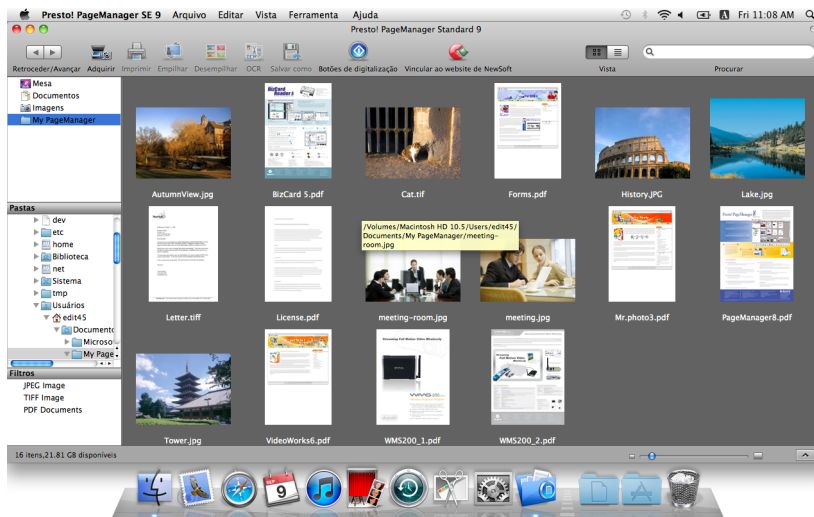 Presto! PageManager SE 9 Arquivo Editar Vista Ferramenta Ajuda Fri 11:08 AM
Presto! PageManager Standard 9
Retroceder/Avançar Adquirir Imprimir Empilhar Desempilhar OCR Salvar como Botões de digitalização Vincular ao website de NewSoft Vista Procurar
Mesa
Documentos
Imagens
My PageManager
AutumnView.jpg BizCard 5.pdf Cat.tif Forms.pdf History.JPG Lake.jpg
Pastas
dev
etc
home
Biblioteca
net
Sistema
tmp
Usuários
edit45
Documentc
Microso
My Page
/Volumes/Macintosh HD 10.5/Users/edit45/
Documents/My PageManager/meeting-
room.jpg
Letter.tiff License.pdf meeting-room.jpg meeting.jpg Mr.photo3.pdf PageManager8.pdf
Filtros
JPEG Image
TIFF Image
PDF Documents
Tower.jpg VideoWorks6.pdf WMS200_1.pdf WMS200_2.pdf
16 itens,21.81 GB disponíveis
SEP
9